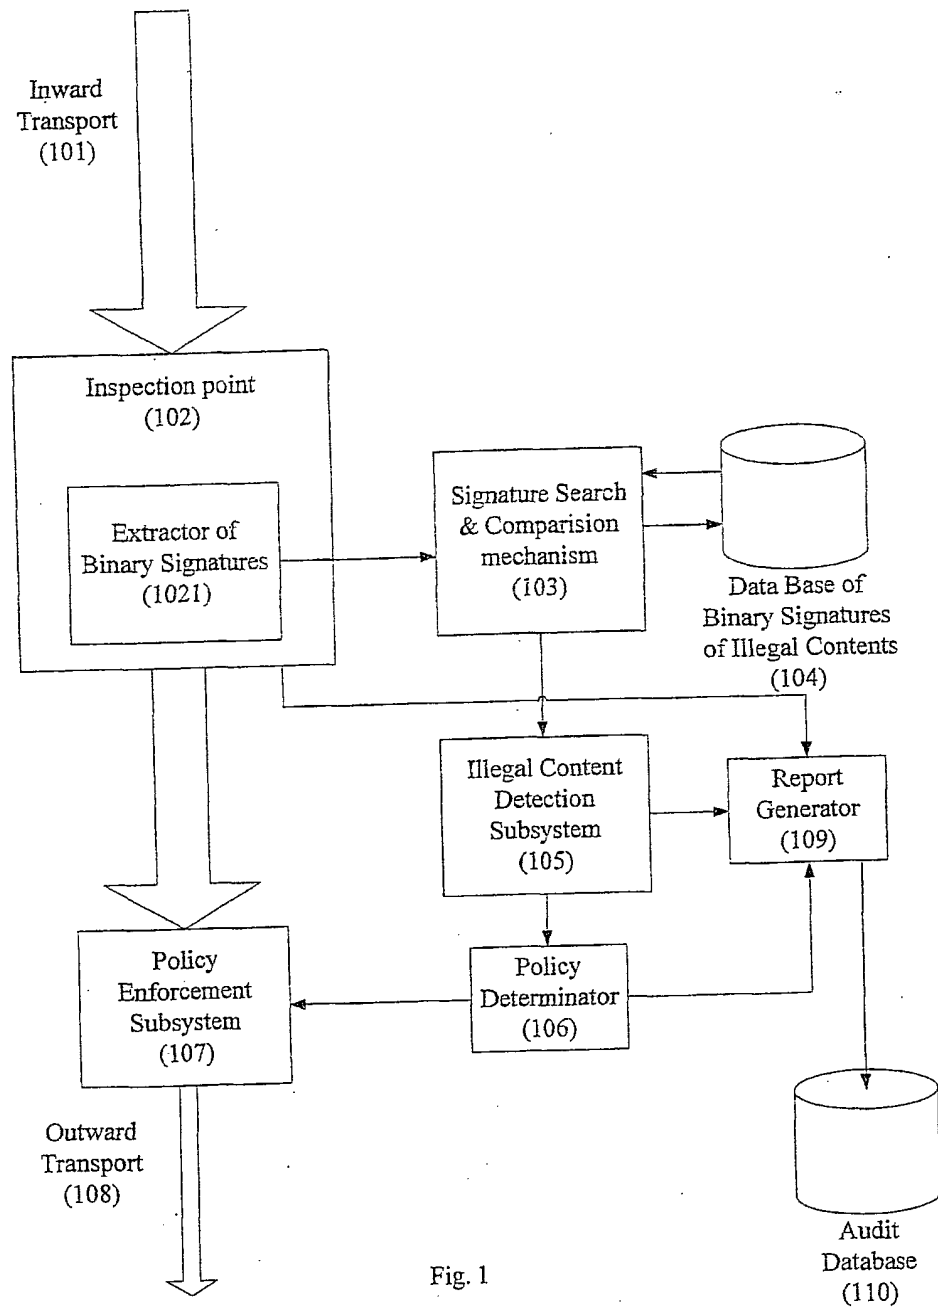 Inward
Transport
(101)
Inspection point
(102)
Extractor of
Binary Signatures
(1021)
Signature Search
& Comparision
mechanism
(103)
Data Base of
Binary Signatures
of Illegal Contents
(104)
Illegal Content
Detection
Subsystem
(105)
Report
Generator
(109)
Policy
Enforcement
Subsystem
(107)
Policy
Determinator
(106)
Outward
Transport
(108)
Audit
Database
(110)
Fig. 1